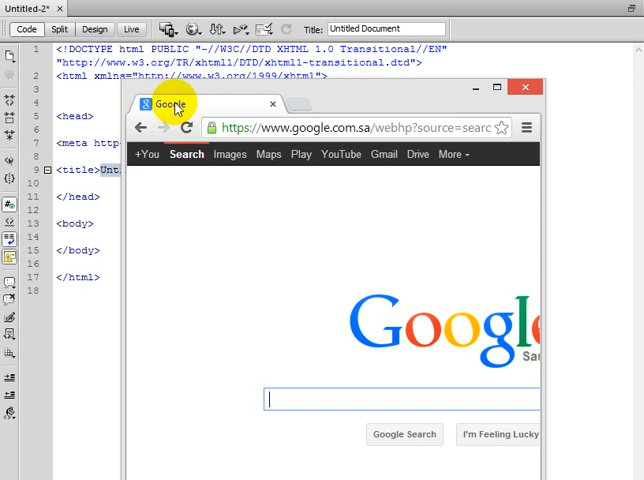 Untitled-2*
Code Split Design Live Title: Untitled Document
1 <!DOCTYPE html PUBLIC "-//W3C//DTD XHTML 1.0 Transitional//EN"
"http://www.w3.org/TR/xhtml1/DTD/xhtml1-transitional.dtd">
2 <html xmlns="http://www.w3.org/1999/xhtml">
3
4
5 <head>
6
7 <meta http
8
9 <title>Unt
10
11 </head>
12
13 <body>
14
15 </body>
16
17 </html>
18
Google
https://www.google.com.sa/webhp?source=searc
+You Search Images Maps Play YouTube Gmail Drive More
Google
Sau
Google Search I'm Feeling Lucky